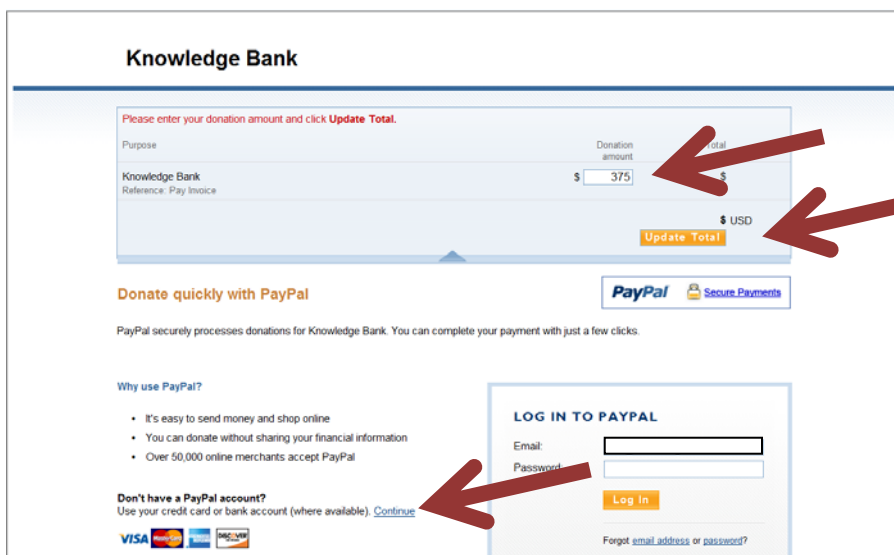 Knowledge Bank
Please enter your donation amount and click Update Total.
Purpose Donation amount Total
Knowledge Bank $ 375 $
Reference: Pay Invoice
$ USD
Update Total
Donate quickly with PayPal
PayPal Secure Payments
PayPal securely processes donations for Knowledge Bank. You can complete your payment with just a few clicks.
Why use PayPal?
• It's easy to send money and shop online
• You can donate without sharing your financial information
• Over 50,000 online merchants accept PayPal
Don't have a PayPal account?
Use your credit card or bank account (where available). Continue
VISA MasterCard DISCOVER
LOG IN TO PAYPAL
Email:
Password:
Log In
Forgot email address or password?